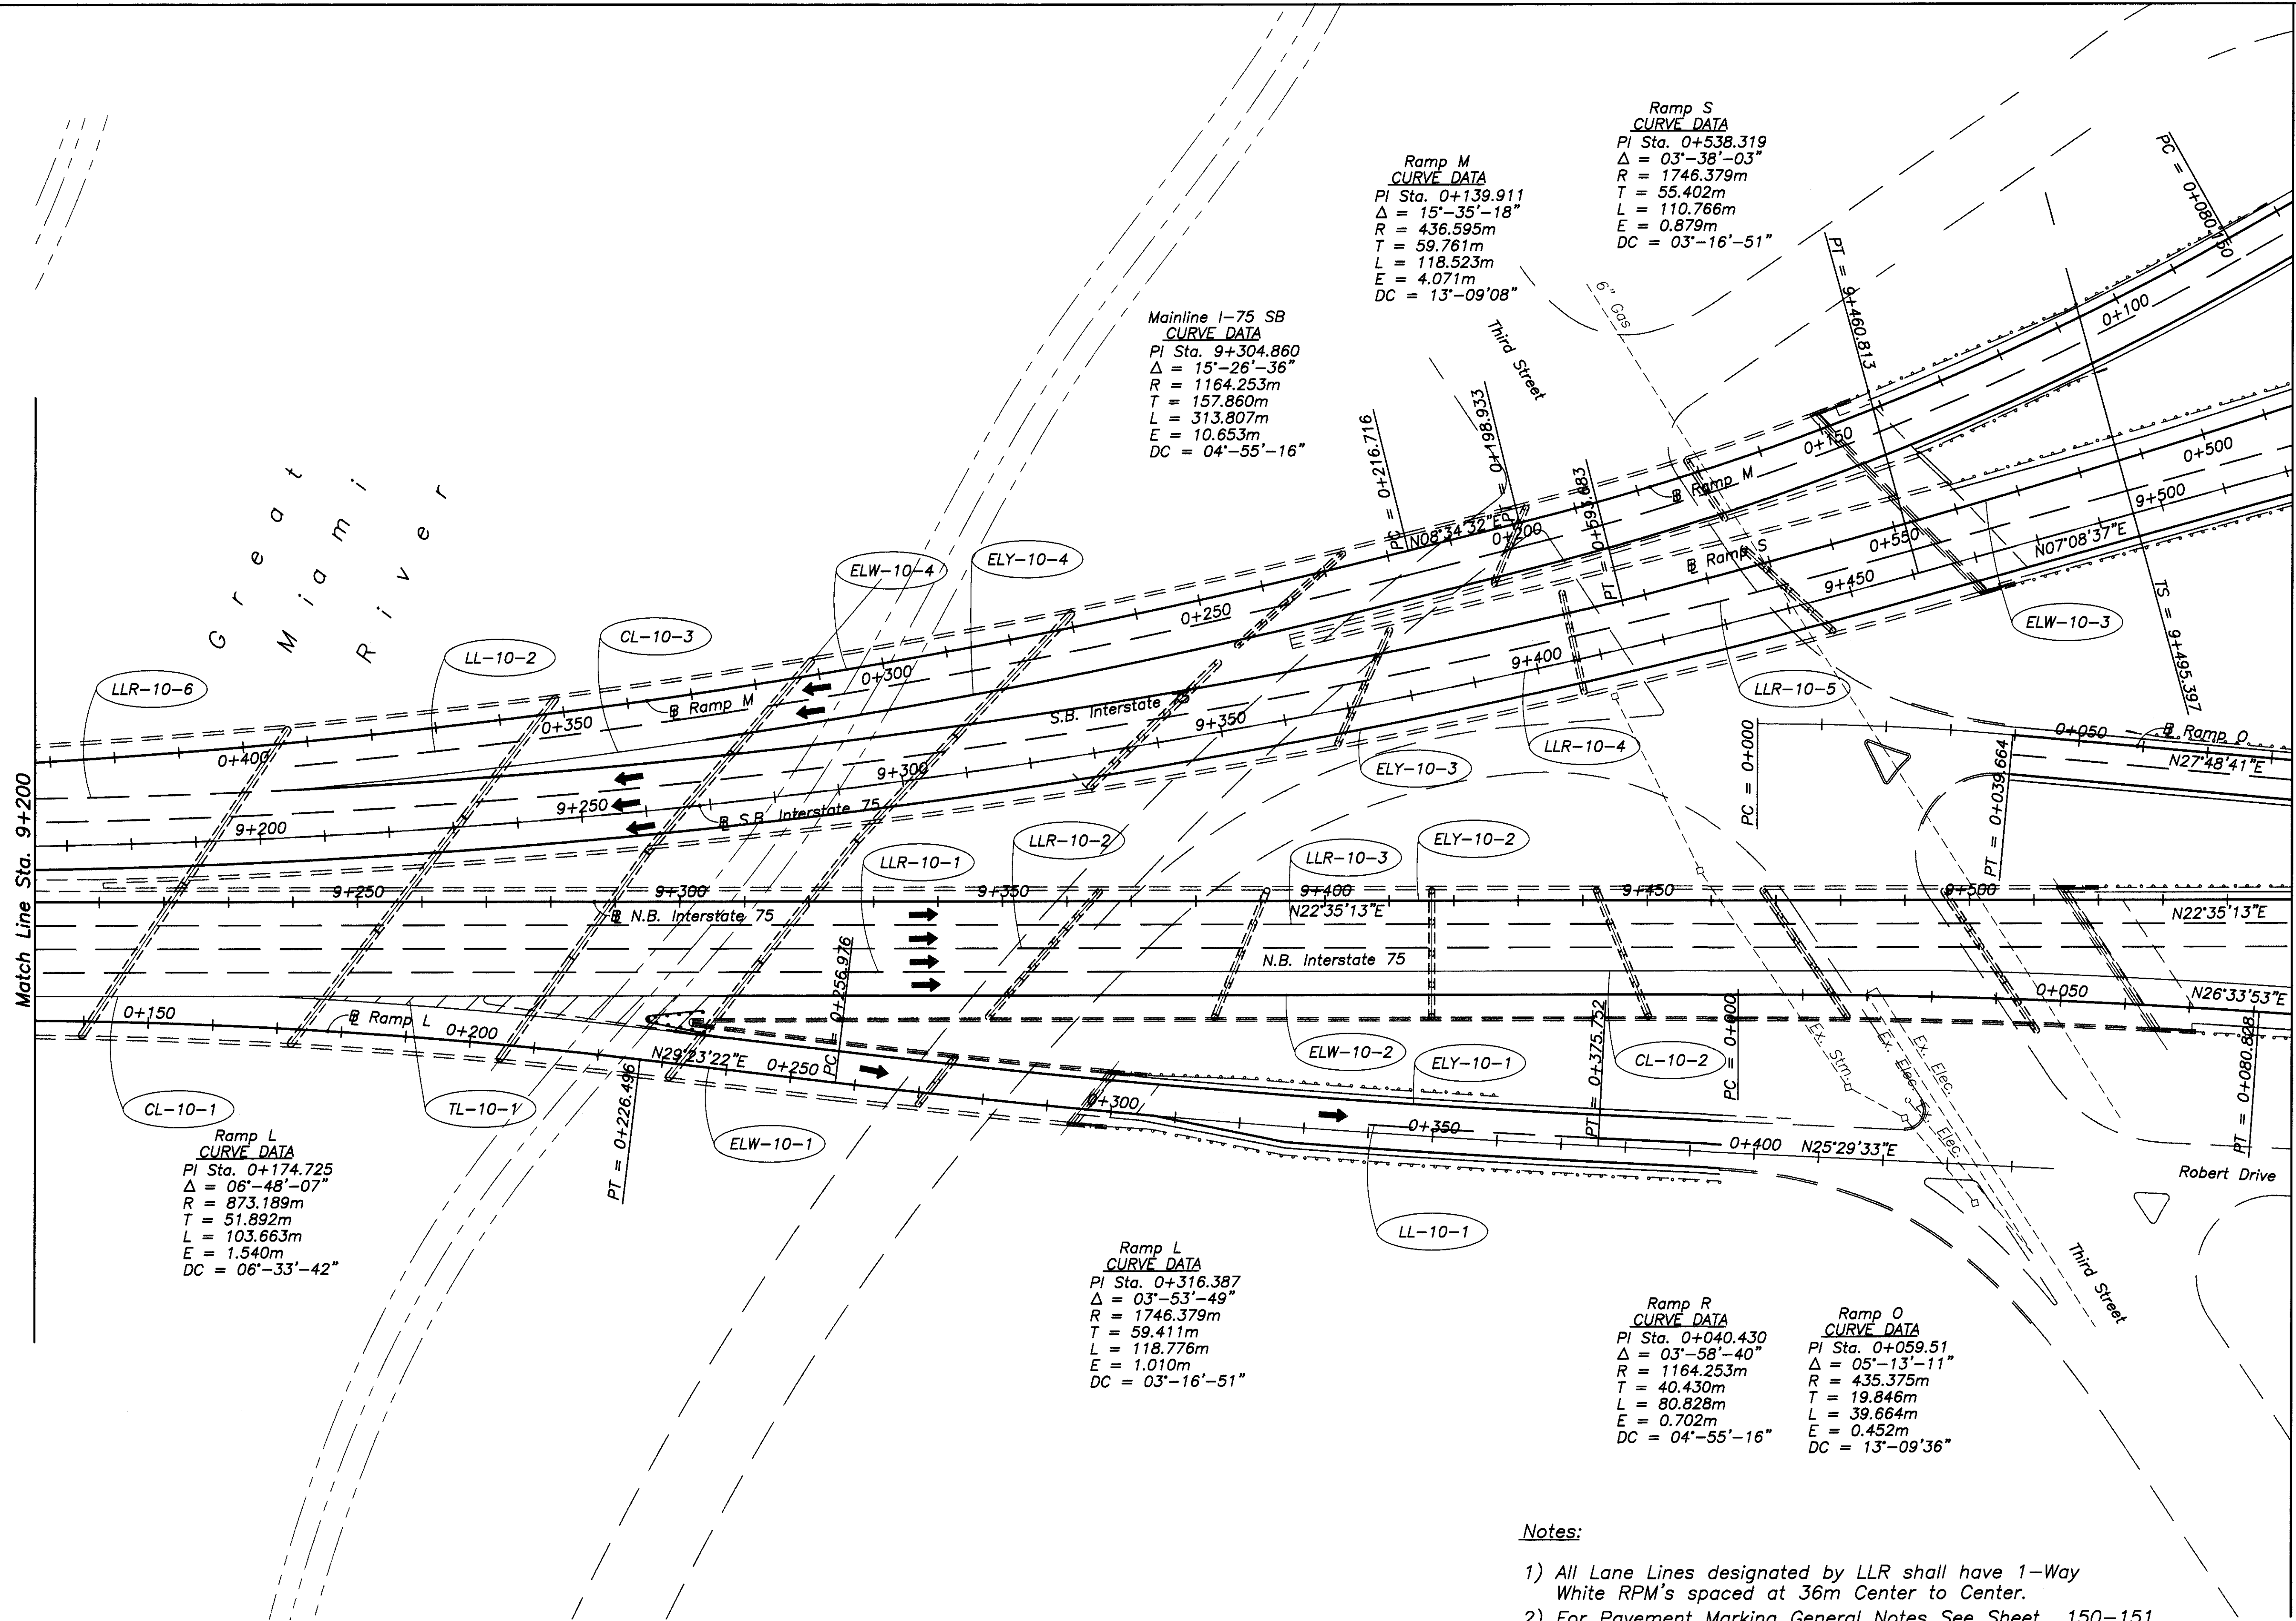 Ramp S
CURVE DATA
PI Sta. 0+538.319
Δ = 03°-38'-03"
R = 1746.379m
T = 55.402m
L = 110.766m
E = 0.879m
DC = 03°-16'-51"
Ramp M
CURVE DATA
PI Sta. 0+139.911
Δ = 15°-35'-18"
R = 436.595m
T = 59.761m
L = 118.523m
E = 4.071m
DC = 13°-09'08"
Mainline I-75 SB
CURVE DATA
PI Sta. 9+304.860
Δ = 15°-26'-36"
R = 1164.253m
T = 157.860m
L = 313.807m
E = 10.653m
DC = 04°-55'-16"
PC = 0+080.150
PT = 9+460.813
0+100
6" Gas
Third Street
PC = 0+216.716
PT = 0+198.933
PT = 0+593.683
0+150
Ramp M
N08°34'32"E
0+200
Ramp S
0+500
9+500
0+550
N07°08'37"E
9+450
TS = 9+495.397
ELW-10-3
Great
Miami
River
ELW-10-4
ELY-10-4
CL-10-3
LL-10-2
LLR-10-6
0+250
0+300
9+400
LLR-10-5
Ramp M
0+350
S.B. Interstate 75
9+350
LLR-10-4
ELY-10-3
0+400
9+300
9+250
S.B. Interstate 75
9+200
PC = 0+000
0+050
Ramp O
N27°48'41"E
PT = 0+039.664
Match Line Sta. 9+200
LLR-10-1
LLR-10-2
LLR-10-3
ELY-10-2
9+250
9+300
9+350
9+400
9+450
9+500
N.B. Interstate 75
N22°35'13"E
N22°35'13"E
N.B. Interstate 75
PC = 0+256.976
0+150
Ramp L
0+200
N29°23'22"E
0+250
PT = 0+226.496
ELW-10-2
ELY-10-1
PT = 0+375.752
CL-10-2
PC = 0+000
0+050
N26°33'53"E
PT = 0+080.828
CL-10-1
TL-10-1
ELW-10-1
0+300
0+350
0+400
N25°29'33"E
Ex. Stm.
Ex. Elec.
Ex. Elec.
Ex. Elec.
Robert Drive
LL-10-1
Third Street
Ramp L
CURVE DATA
PI Sta. 0+174.725
Δ = 06°-48'-07"
R = 873.189m
T = 51.892m
L = 103.663m
E = 1.540m
DC = 06°-33'-42"
Ramp L
CURVE DATA
PI Sta. 0+316.387
Δ = 03°-53'-49"
R = 1746.379m
T = 59.411m
L = 118.776m
E = 1.010m
DC = 03°-16'-51"
Ramp R
CURVE DATA
PI Sta. 0+040.430
Δ = 03°-58'-40"
R = 1164.253m
T = 40.430m
L = 80.828m
E = 0.702m
DC = 04°-55'-16"
Ramp O
CURVE DATA
PI Sta. 0+059.51
Δ = 05°-13'-11"
R = 435.375m
T = 19.846m
L = 39.664m
E = 0.452m
DC = 13°-09'36"
Notes:
1) All Lane Lines designated by LLR shall have 1-Way
White RPM's spaced at 36m Center to Center.
2) For Pavement Marking General Notes See Sheet 150-151